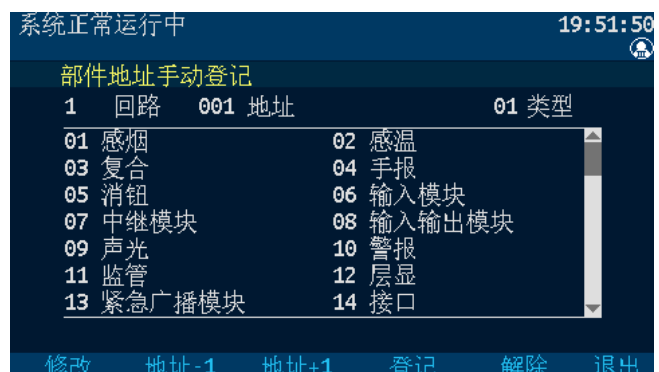 系统正常运行中 19:51:50
部件地址手动登记
1 回路 001 地址 01 类型
01 感烟 02 感温
03 复合 04 手报
05 消钮 06 输入模块
07 中继模块 08 输入输出模块
09 声光 10 警报
11 监管 12 层显
13 紧急广播模块 14 接口
修改 地址-1 地址+1 登记 解除 退出